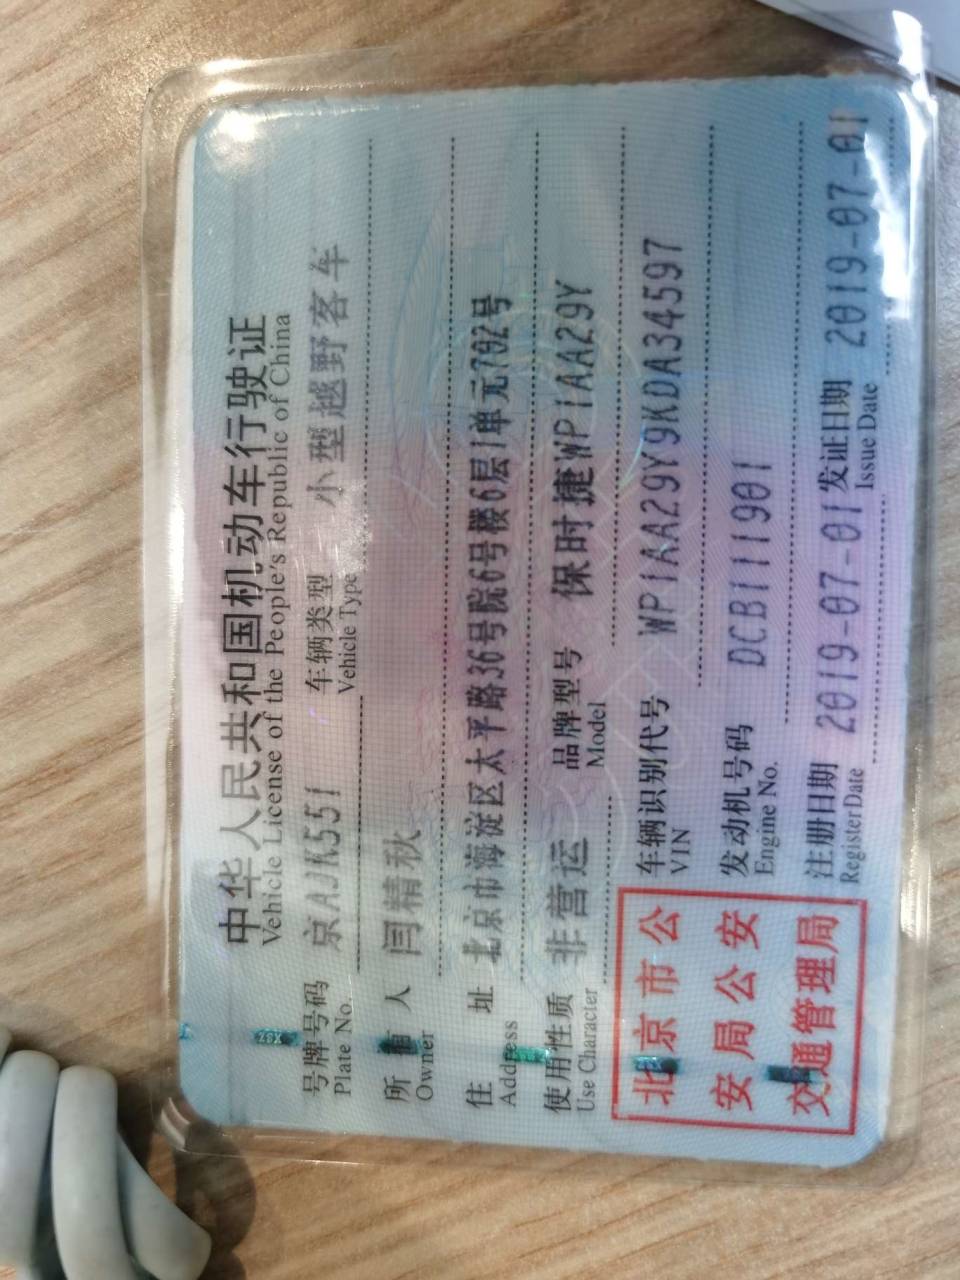 中华人民共和国机动车行驶证
Vehicle License of the People's Republic of China
号牌号码 京AJK551 车辆类型 小型越野客车
Plate No. Vehicle Type
所有人 闫精秋
Owner
住址 北京市海淀区太平路36号院6号楼6层1单元702号
Address
使用性质 非营运 品牌型号 保时捷WP1AA29Y
Use Character Model
车辆识别代号 WP1AA29Y9KDA34597
VIN
发动机号码 DCB111901
Engine No.
注册日期 2019-07-01 发证日期 2019-07-01
Register Date Issue Date
北京市公
安局公安
交通管理局